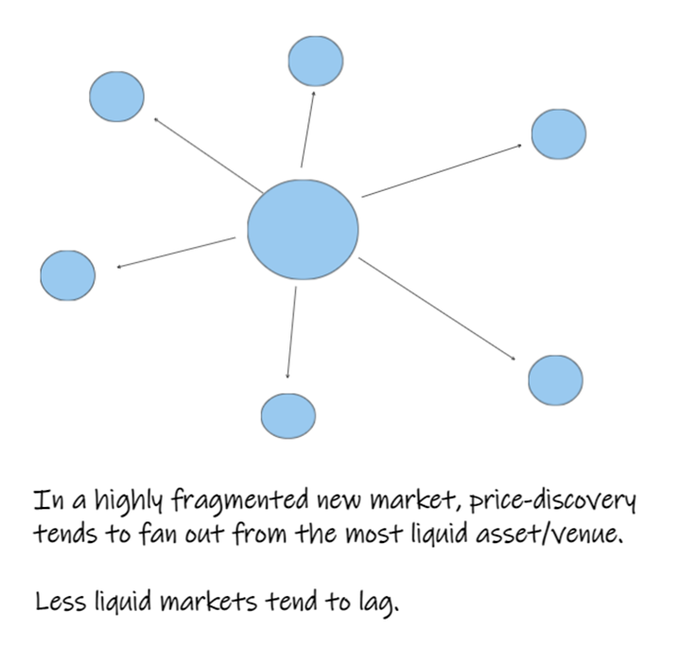 In a highly fragmented new market, price-discovery
tends to fan out from the most liquid asset/venue.
Less liquid markets tend to lag.